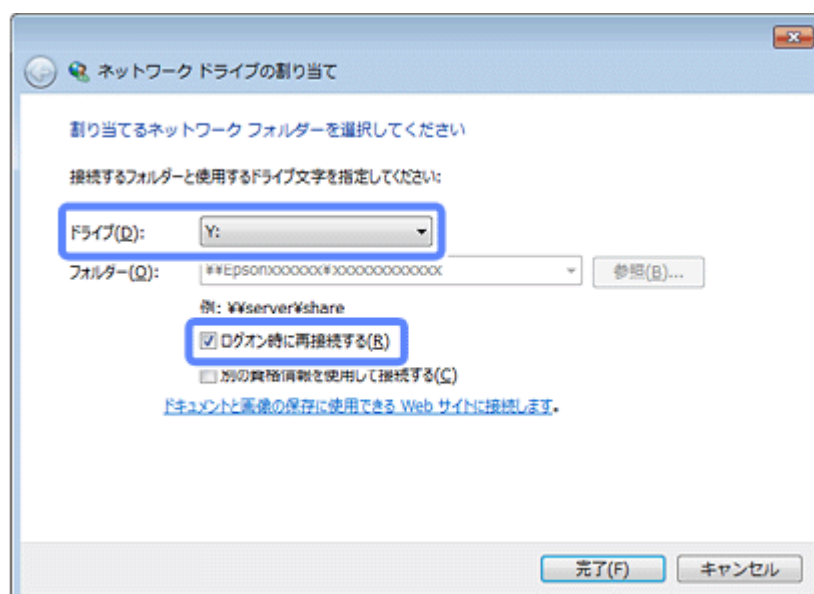 ネットワーク ドライブの割り当て
割り当てるネットワーク フォルダーを選択してください
接続するフォルダーと使用するドライブ文字を指定してください:
ドライブ(D): Y:
フォルダー(O): ¥¥Epsonxxxxxx¥xxxxxxxxxxxxx 参照(B)...
例: ¥¥server¥share
ログオン時に再接続する(R)
別の資格情報を使用して接続する(C)
ドキュメントと画像の保存に使用できる Web サイトに接続します。
完了(F) キャンセル